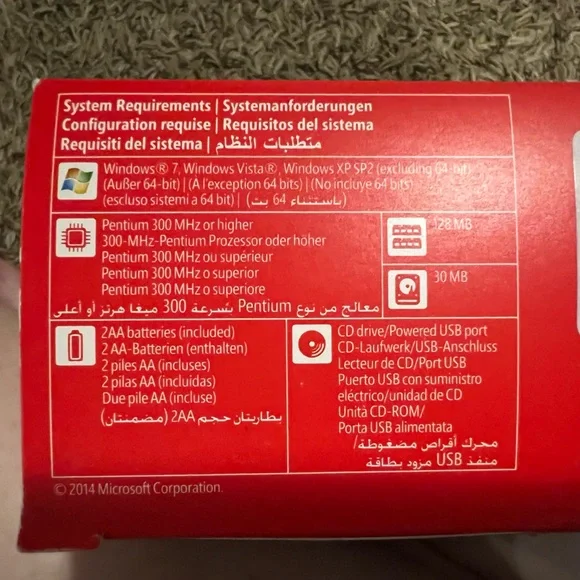 System Requirements | Systemanforderungen
Configuration requise | Requisitos del sistema
Requisiti del sistema | متطلبات النظام
Windows® 7, Windows Vista®, Windows XP SP2 (excluding 64-bit)
(Außer 64-bit) | (A l'exception 64 bits) | (No incluye 64 bits)
(escluso sistemi a 64 bit) | (باستثناء 64 بت)
Pentium 300 MHz or higher
300-MHz-Pentium Prozessor oder höher
Pentium 300 MHz ou supérieur
Pentium 300 MHz o superior
Pentium 300 MHz o superiore
معالج من نوع Pentium بسرعة 300 ميغا هرتز أو أعلى
128 MB
30 MB
2AA batteries (included)
2 AA-Batterien (enthalten)
2 piles AA (incluses)
2 pilas AA (incluidas)
Due pile AA (incluse)
بطاريتان حجم 2AA (مضمنتان)
CD drive/Powered USB port
CD-Laufwerk/USB-Anschluss
Lecteur de CD/Port USB
Puerto USB con suministro
eléctrico/unidad de CD
Unità CD-ROM/
Porta USB alimentata
محرك أقراص مضغوطة/
منفذ USB مزود بطاقة
© 2014 Microsoft Corporation.